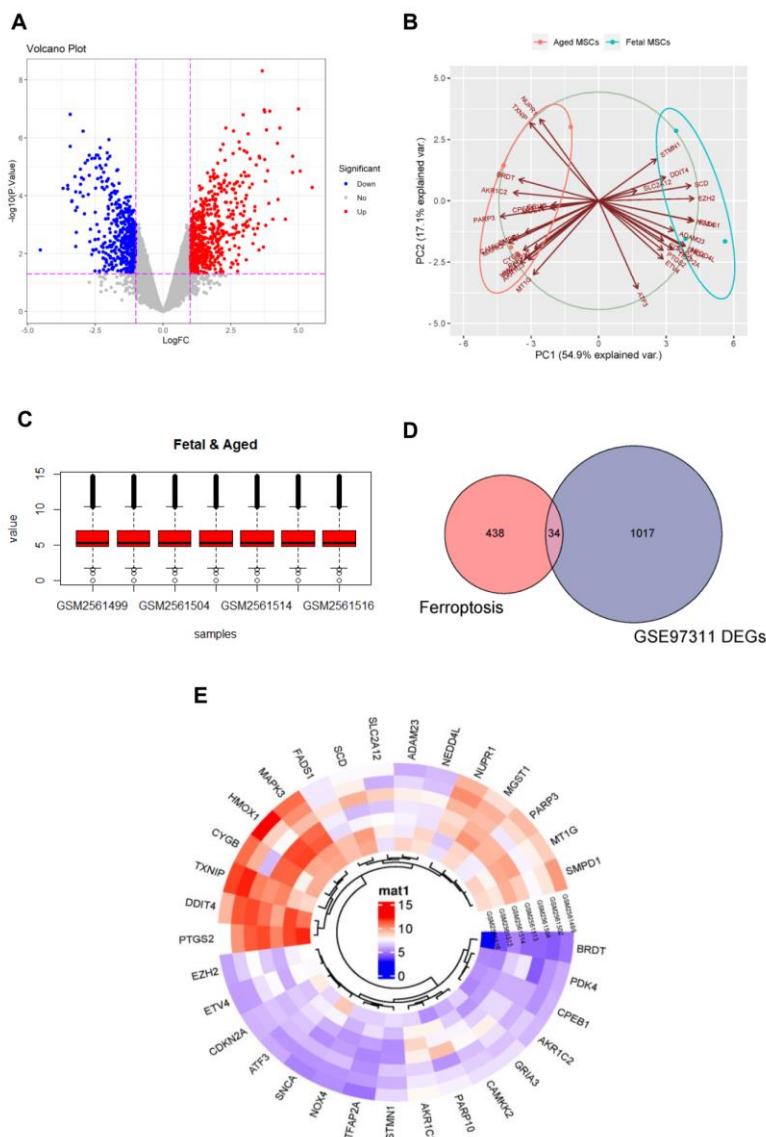 A
Volcano Plot
8
6
4
2
0
-log10(P.Value)
-5.0
-2.5
0.0
2.5
5.0
LogFC
Significant
Down
No
Up
B
Aged MSCs
Fetal MSCs
5.0
2.5
0.0
-2.5
-5.0
PC2 (17.1% explained var.)
-6
-3
0
3
6
PC1 (54.9% explained var.)
TXNIP
STMN1
DDIT4
SLC2A12
SCD
EZH2
BRDT
AKR1C2
PARP3
ADAM23
PTGS2
ETV4
MT1G
ATF3
C
Fetal & Aged
15
10
5
0
value
GSM2561499
GSM2561504
GSM2561514
GSM2561516
samples
D
438
34
1017
Ferroptosis
GSE97311 DEGs
E
SLC2A12
ADAM23
SCD
NEDD4L
FADS1
NUPR1
MAPK3
MGST1
HMOX1
PARP3
CYGB
MT1G
TXNIP
SMPD1
DDIT4
PTGS2
mat1
15
10
5
0
BRDT
EZH2
PDK4
ETV4
CPEB1
CDKN2A
AKR1C2
ATF3
GRIA3
SNCA
CAMKK2
NOX4
PARP10
TFAP2A
STMN1